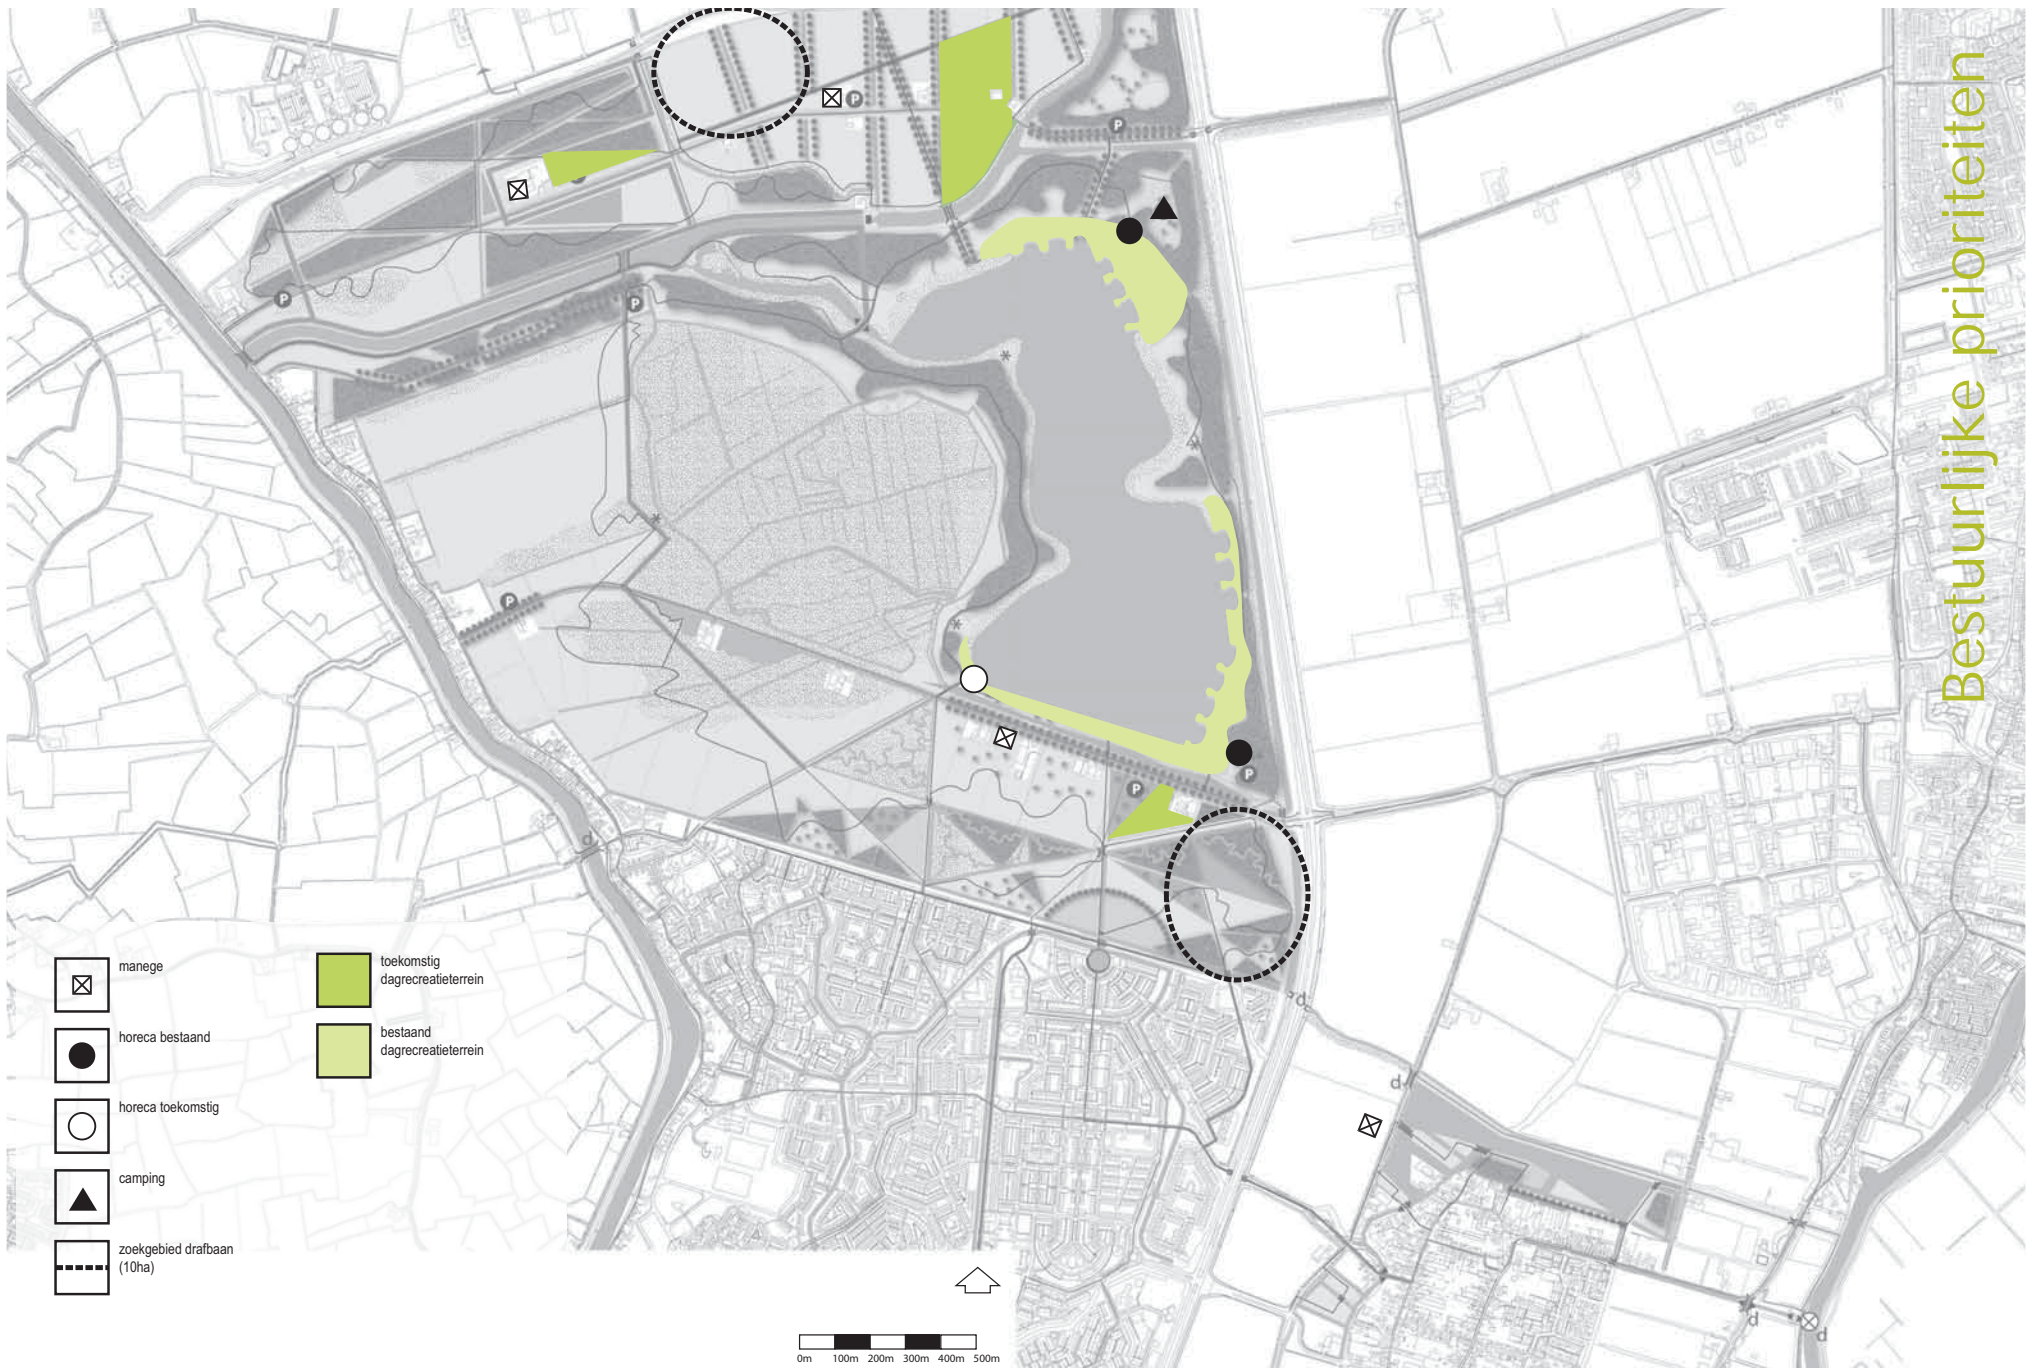 Bestuurlijke prioriteiten
P
P
P
P
P
P
P
d
d
d
d
d
d
manege
horeca bestaand
horeca toekomstig
camping
zoekgebied drafbaan
(10ha)
toekomstig
dagrecreatieterrein
bestaand
dagrecreatieterrein
0m 100m 200m 300m 400m 500m